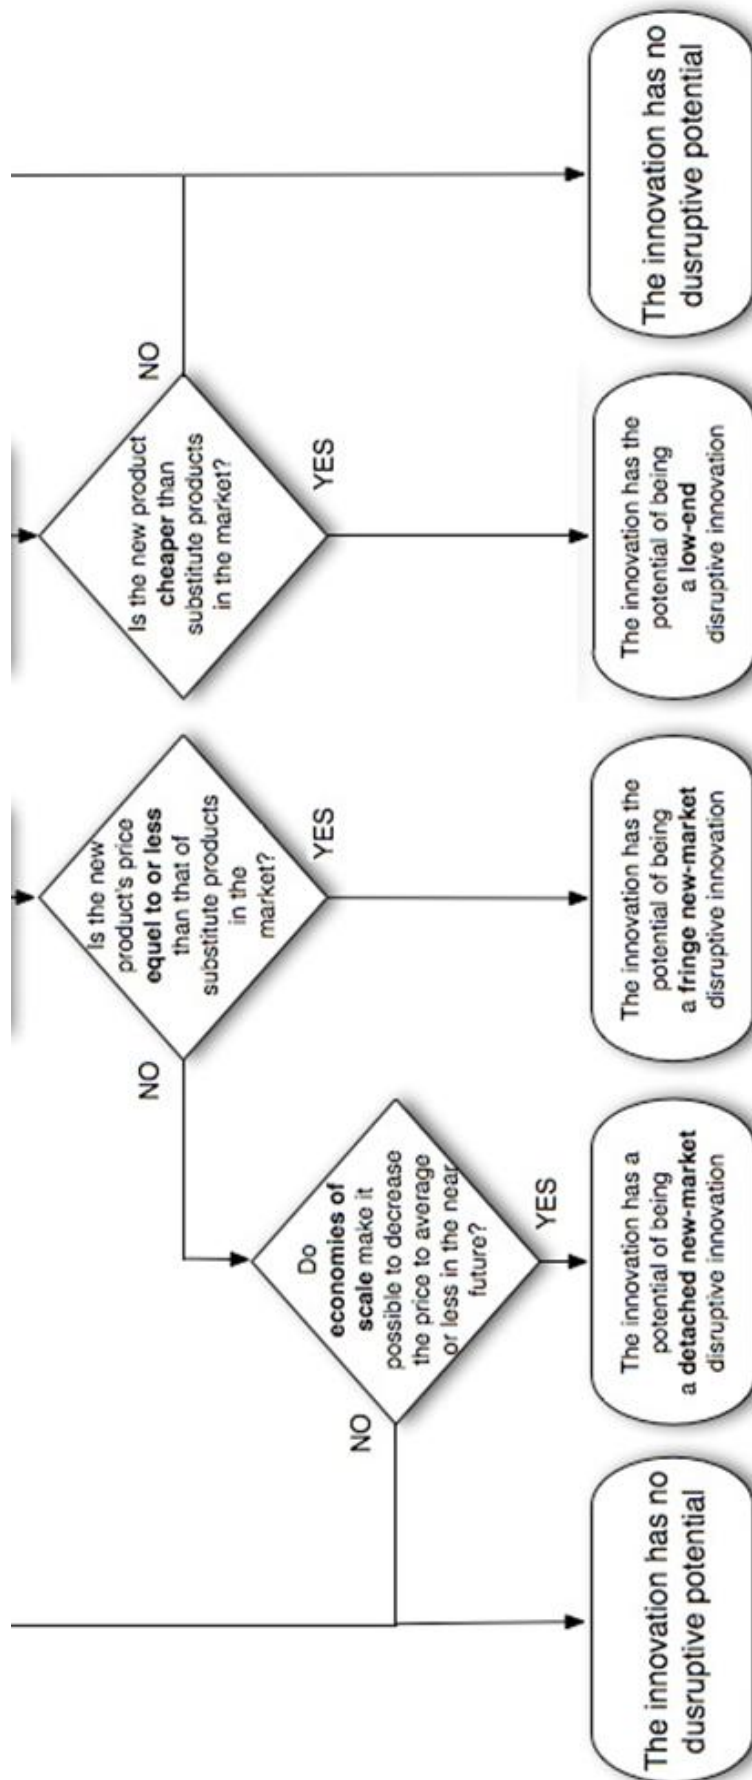 Is the new
product's price
equal to or less
than that of
substitute products
in the
market?
NO
YES
Is the new product
cheaper than
substitute products
in the market?
NO
YES
Do
economies of
scale make it
possible to decrease
the price to average
or less in the near
future?
NO
YES
The innovation has no
dusruptive potential
The innovation has a
potential of being
a detached new-market
disruptive innovation
The innovation has the
potential of being
a fringe new-market
disruptive innovation
The innovation has the
potential of being
a low-end
disruptive innovation
The innovation has no
dusruptive potential